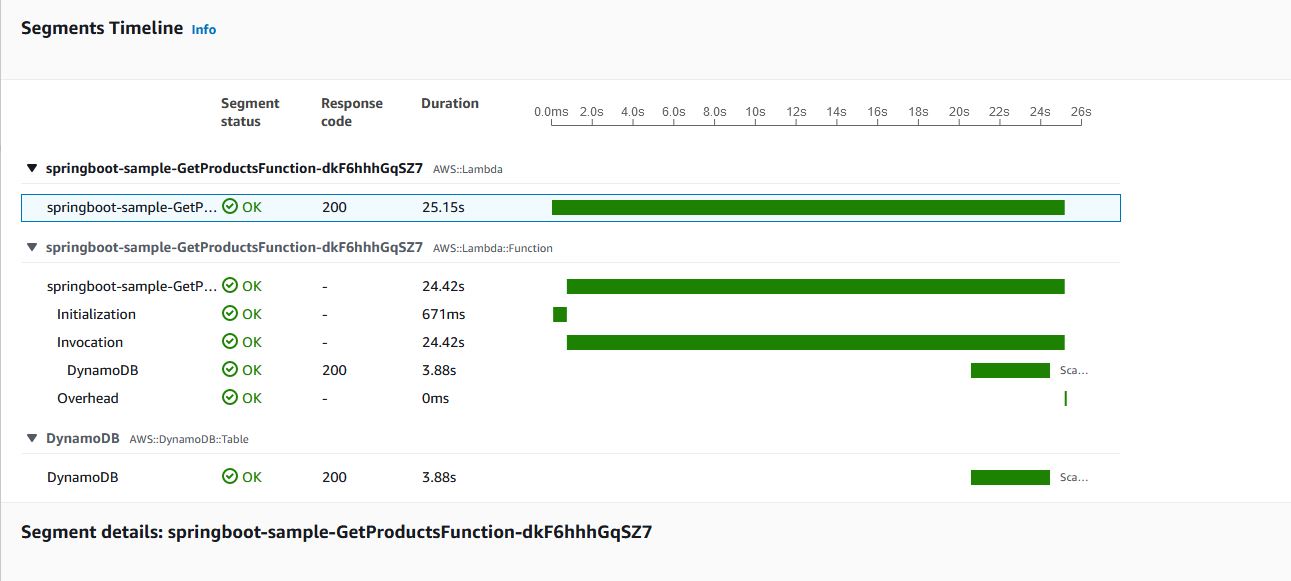 Segments Timeline Info
Segment status Response code Duration
0.0ms 2.0s 4.0s 6.0s 8.0s 10s 12s 14s 16s 18s 20s 22s 24s 26s
springboot-sample-GetProductsFunction-dkF6hhhGqSZ7 AWS::Lambda
springboot-sample-GetP... OK 200 25.15s
springboot-sample-GetProductsFunction-dkF6hhhGqSZ7 AWS::Lambda::Function
springboot-sample-GetP... OK - 24.42s
Initialization OK - 671ms
Invocation OK - 24.42s
DynamoDB OK 200 3.88s Sca...
Overhead OK - 0ms
DynamoDB AWS::DynamoDB::Table
DynamoDB OK 200 3.88s Sca...
Segment details: springboot-sample-GetProductsFunction-dkF6hhhGqSZ7